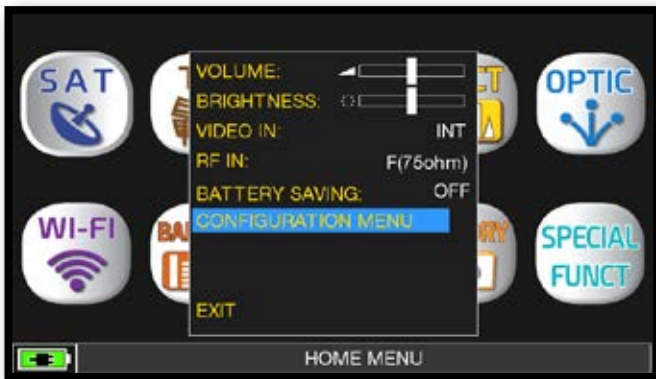 SAT
OPTIC
VOLUME:
BRIGHTNESS:
VIDEO IN: INT
RF IN: F(75ohm)
BATTERY SAVING: OFF
CONFIGURATION MENU
EXIT
WI-FI
SPECIAL
FUNCT
HOME MENU